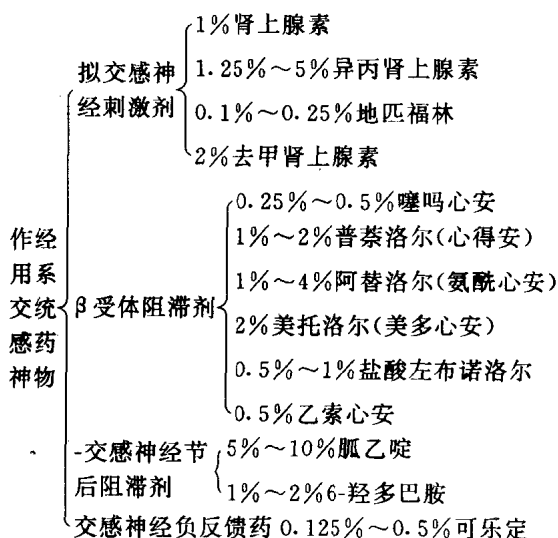 1%肾上腺素
拟交感神
经刺激剂
1.25%～5%异丙肾上腺素
0.1%～0.25%地匹福林
2%去甲肾上腺素
作经
用系
交统
感药
神物
β受体阻滞剂
0.25%～0.5%噻吗心安
1%～2%普萘洛尔(心得安)
1%～4%阿替洛尔(氨酰心安)
2%美托洛尔(美多心安)
0.5%～1%盐酸左布诺洛尔
0.5%乙索心安
-交感神经节
后阻滞剂
5%～10%胍乙啶
1%～2%6-羟多巴胺
交感神经负反馈药 0.125%～0.5%可乐定